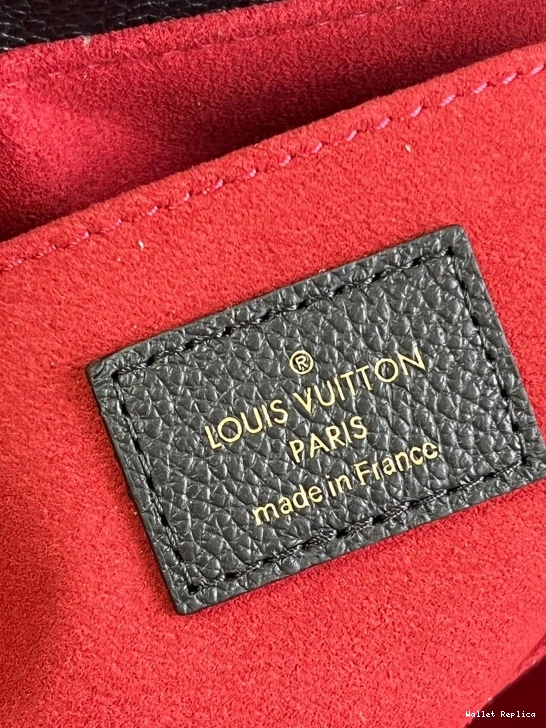 ®
LOUIS VUITTON
PARIS
made in France
Wallet Replica